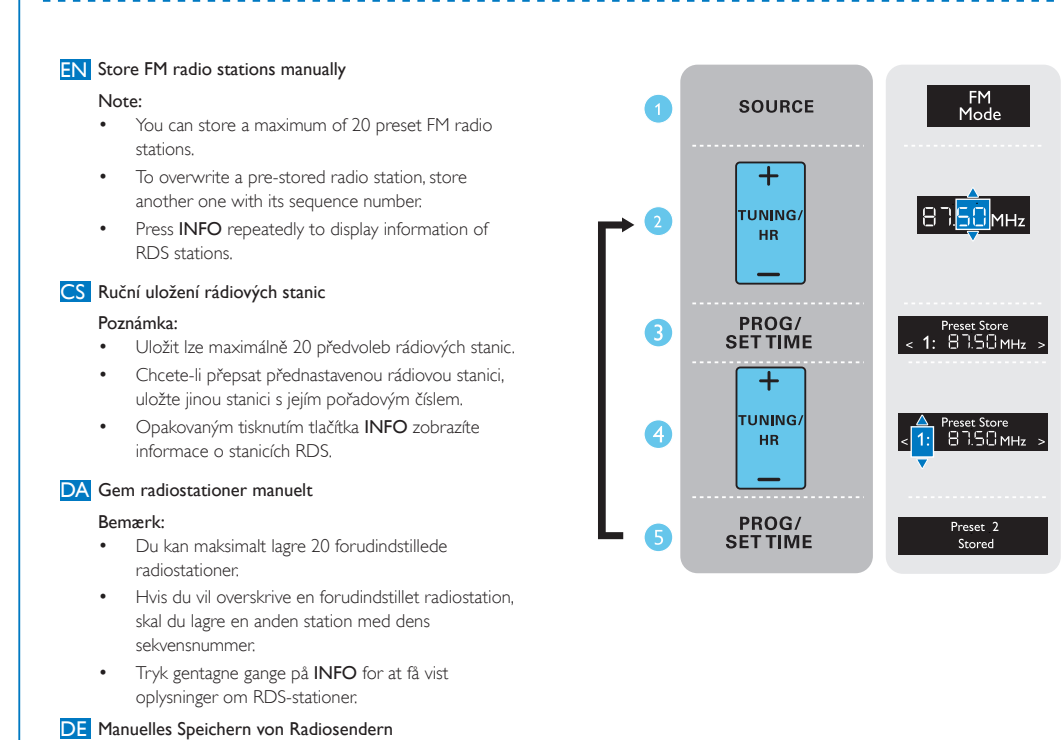 EN Store FM radio stations manually
Note:
• You can store a maximum of 20 preset FM radio
stations.
• To overwrite a pre-stored radio station, store
another one with its sequence number.
• Press INFO repeatedly to display information of
RDS stations.
CS Ruční uložení rádiových stanic
Poznámka:
• Uložit lze maximálně 20 předvoleb rádiových stanic.
• Chcete-li přepsat přednastavenou rádiovou stanici,
uložte jinou stanici s jejím pořadovým číslem.
• Opakovaným tisknutím tlačítka INFO zobrazíte
informace o stanicích RDS.
DA Gem radiostationer manuelt
Bemærk:
• Du kan maksimalt lagre 20 forudindstillede
radiostationer.
• Hvis du vil overskrive en forudindstillet radiostation,
skal du lagre en anden station med dens
sekvensnummer.
• Tryk gentagne gange på INFO for at få vist
oplysninger om RDS-stationer.
DE Manuelles Speichern von Radiosendern
1 SOURCE
FM
Mode
2
+
TUNING/
HR
−
87.50 MHz
3 PROG/
SET TIME
Preset Store
< 1: 87.50 MHz >
4
+
TUNING/
HR
−
Preset Store
< 1: 87.50 MHz >
5 PROG/
SET TIME
Preset 2
Stored